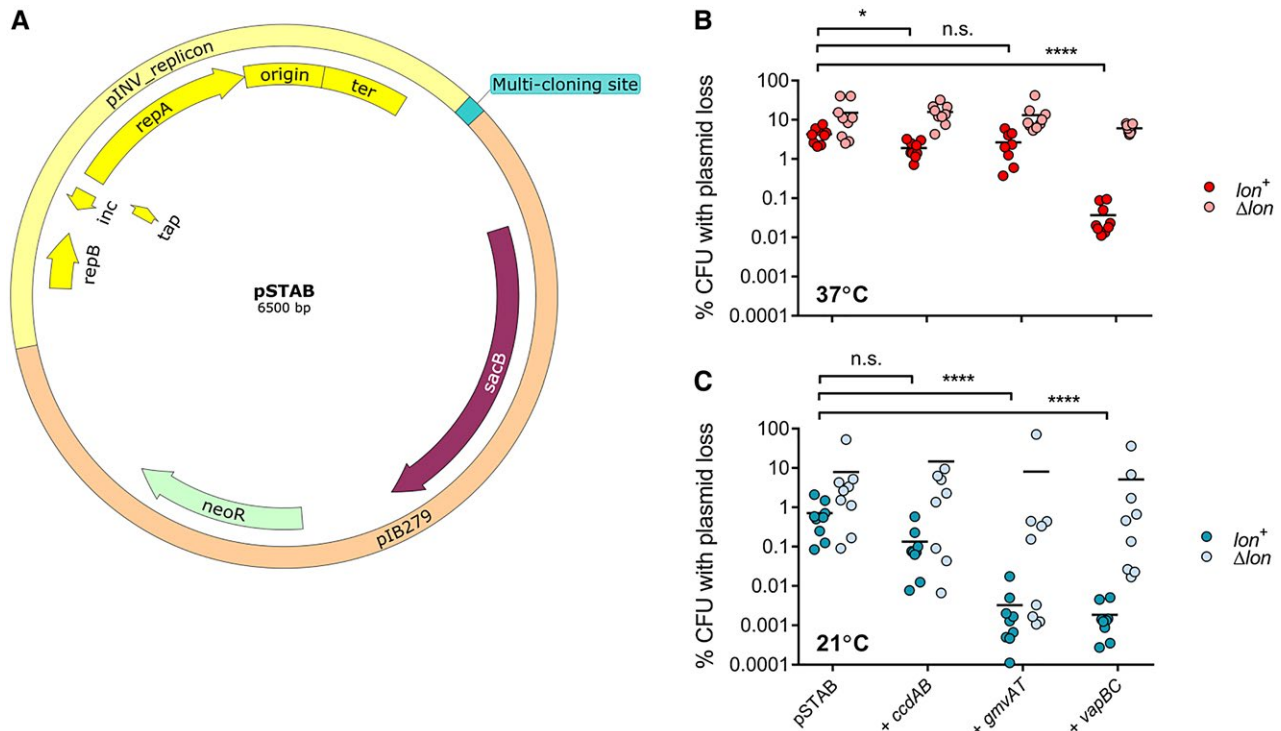 A
pINV_replicon
origin
ter
Multi-cloning site
repA
inc
tap
repB
pSTAB
6500 bp
sacB
neoR
pIB279
B
*
n.s.
****
% CFU with plasmid loss
100
10
1
0.1
0.01
0.001
0.0001
37°C
lon+
Δlon
C
n.s.
****
****
% CFU with plasmid loss
100
10
1
0.1
0.01
0.001
0.0001
21°C
lon+
Δlon
pSTAB
+ ccdAB
+ gmvAT
+ vapBC